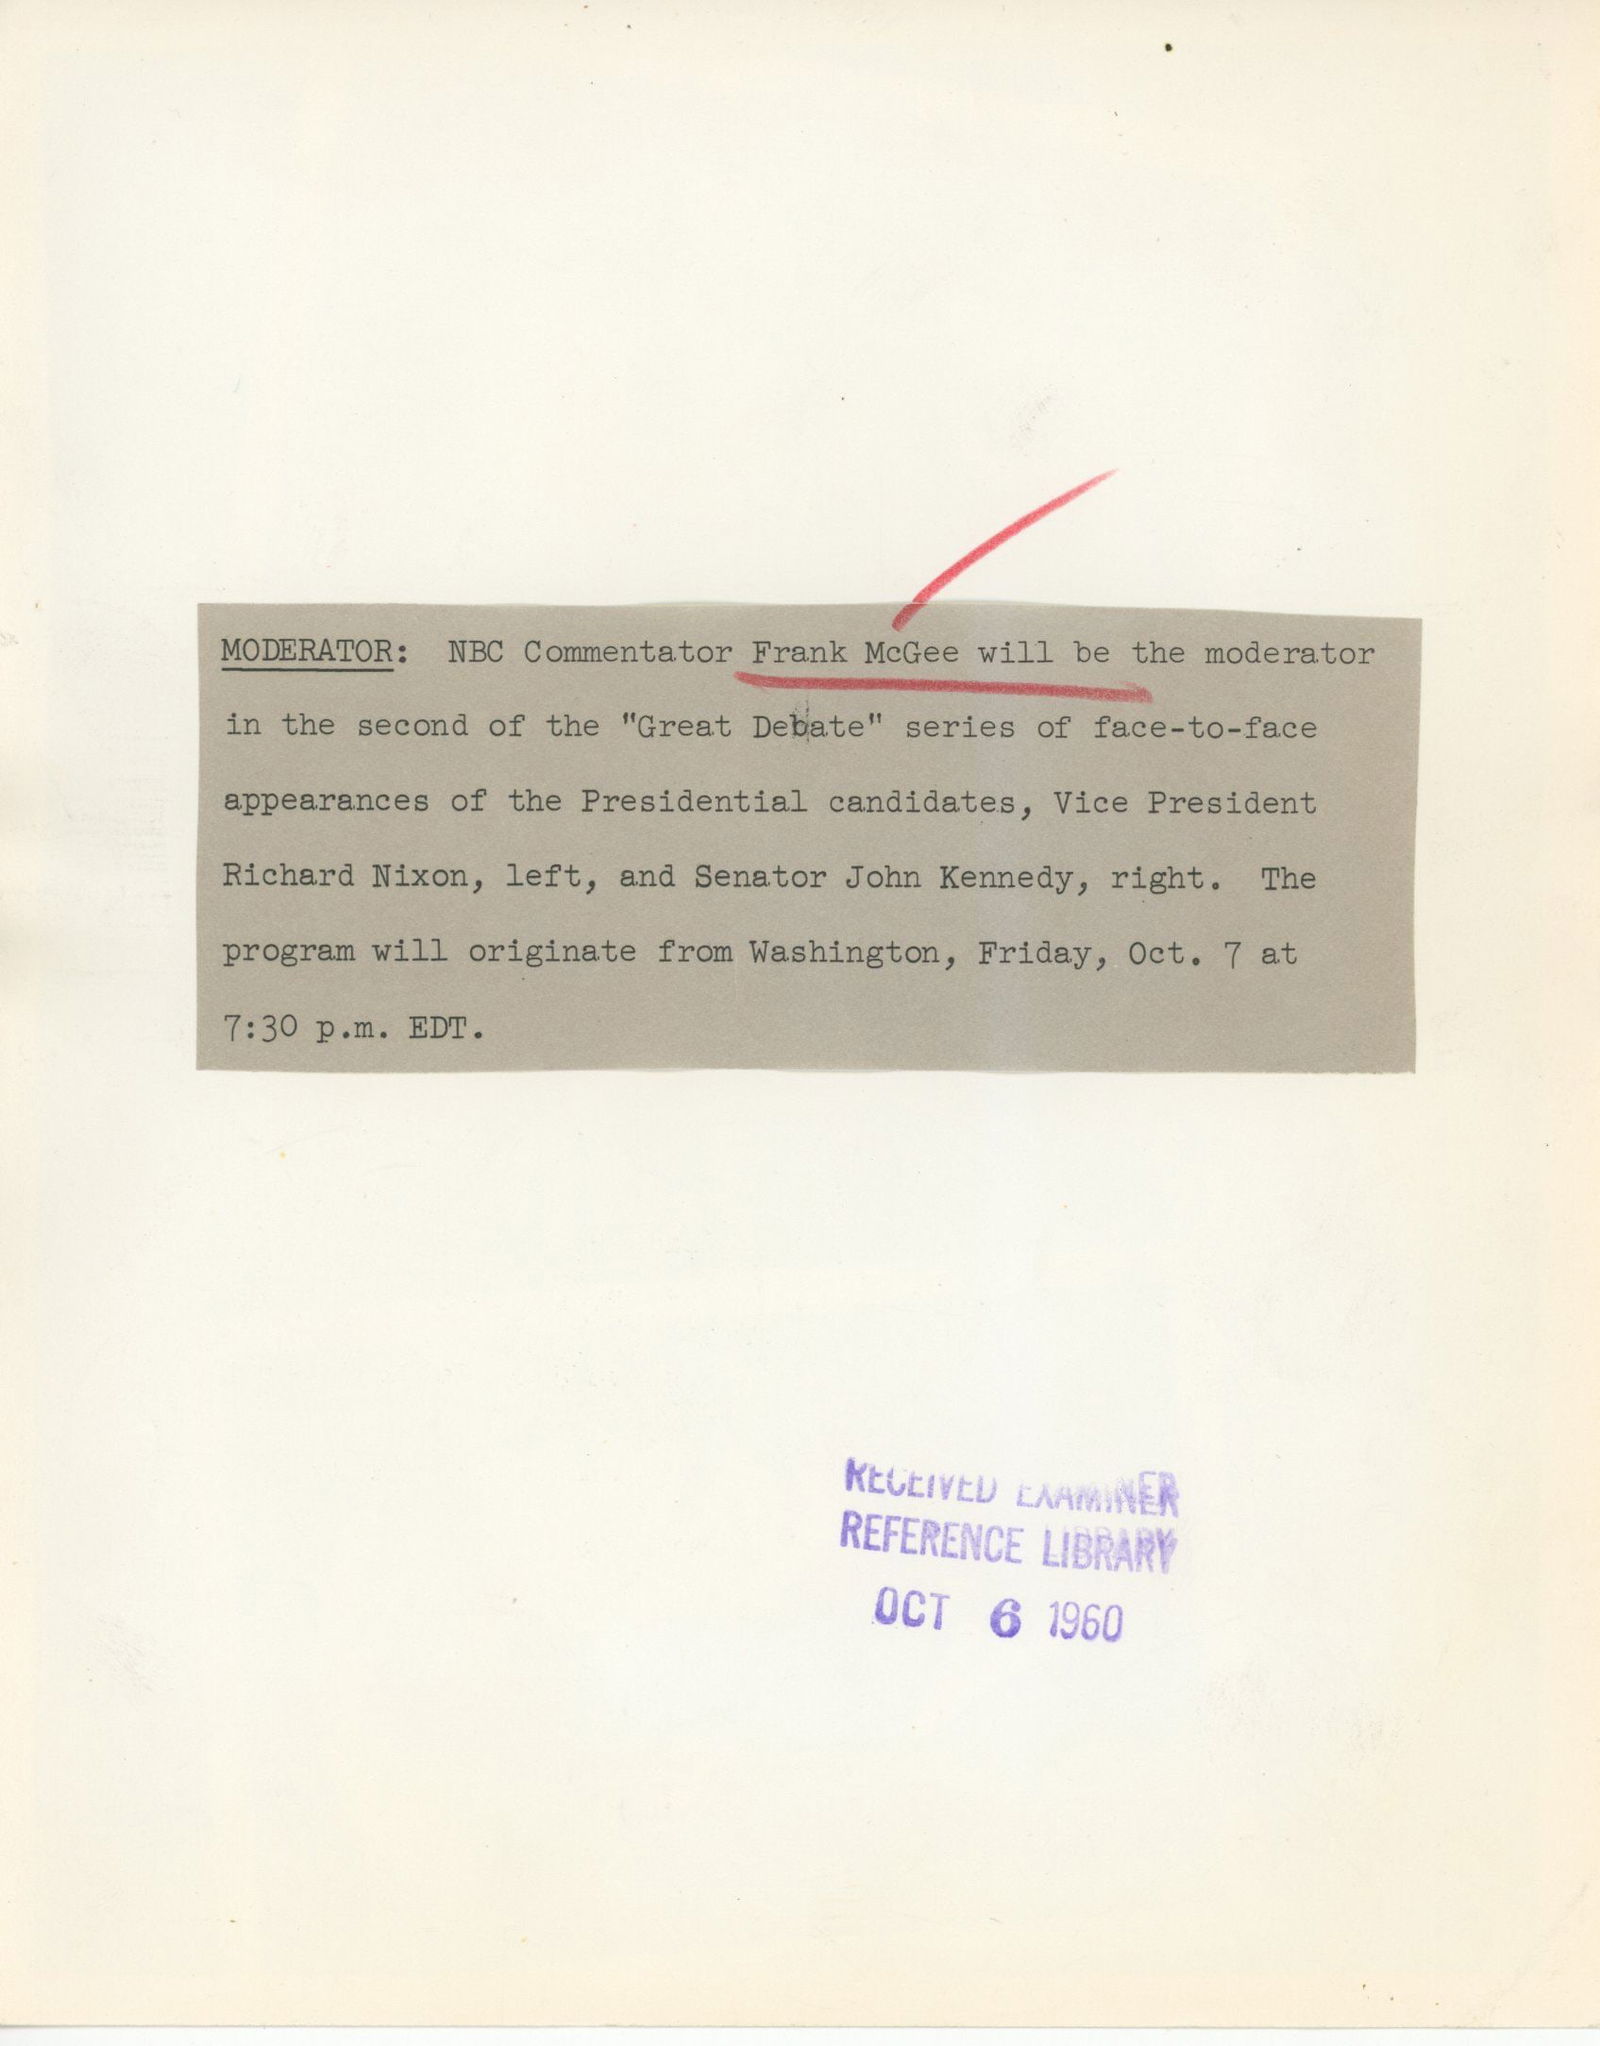 MODERATOR: NBC Commentator Frank McGee will be the moderator
in the second of the "Great Debate" series of face-to-face
appearances of the Presidential candidates, Vice President
Richard Nixon, left, and Senator John Kennedy, right. The
program will originate from Washington, Friday, Oct. 7 at
7:30 p.m. EDT.
RECEIVED EXAMINER
REFERENCE LIBRARY
OCT 6 1960